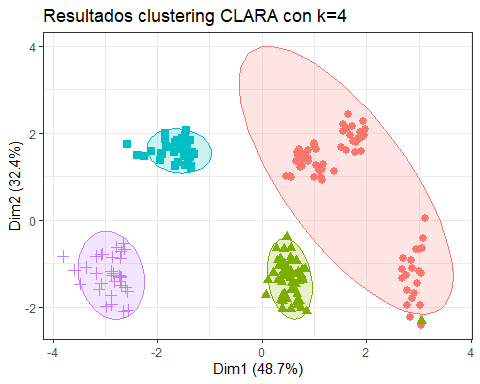 Resultados clustering CLARA con k=4
Dim2 (32.4%)
2
0
-2
-4
-2
0
2
4
Dim1 (48.7%)